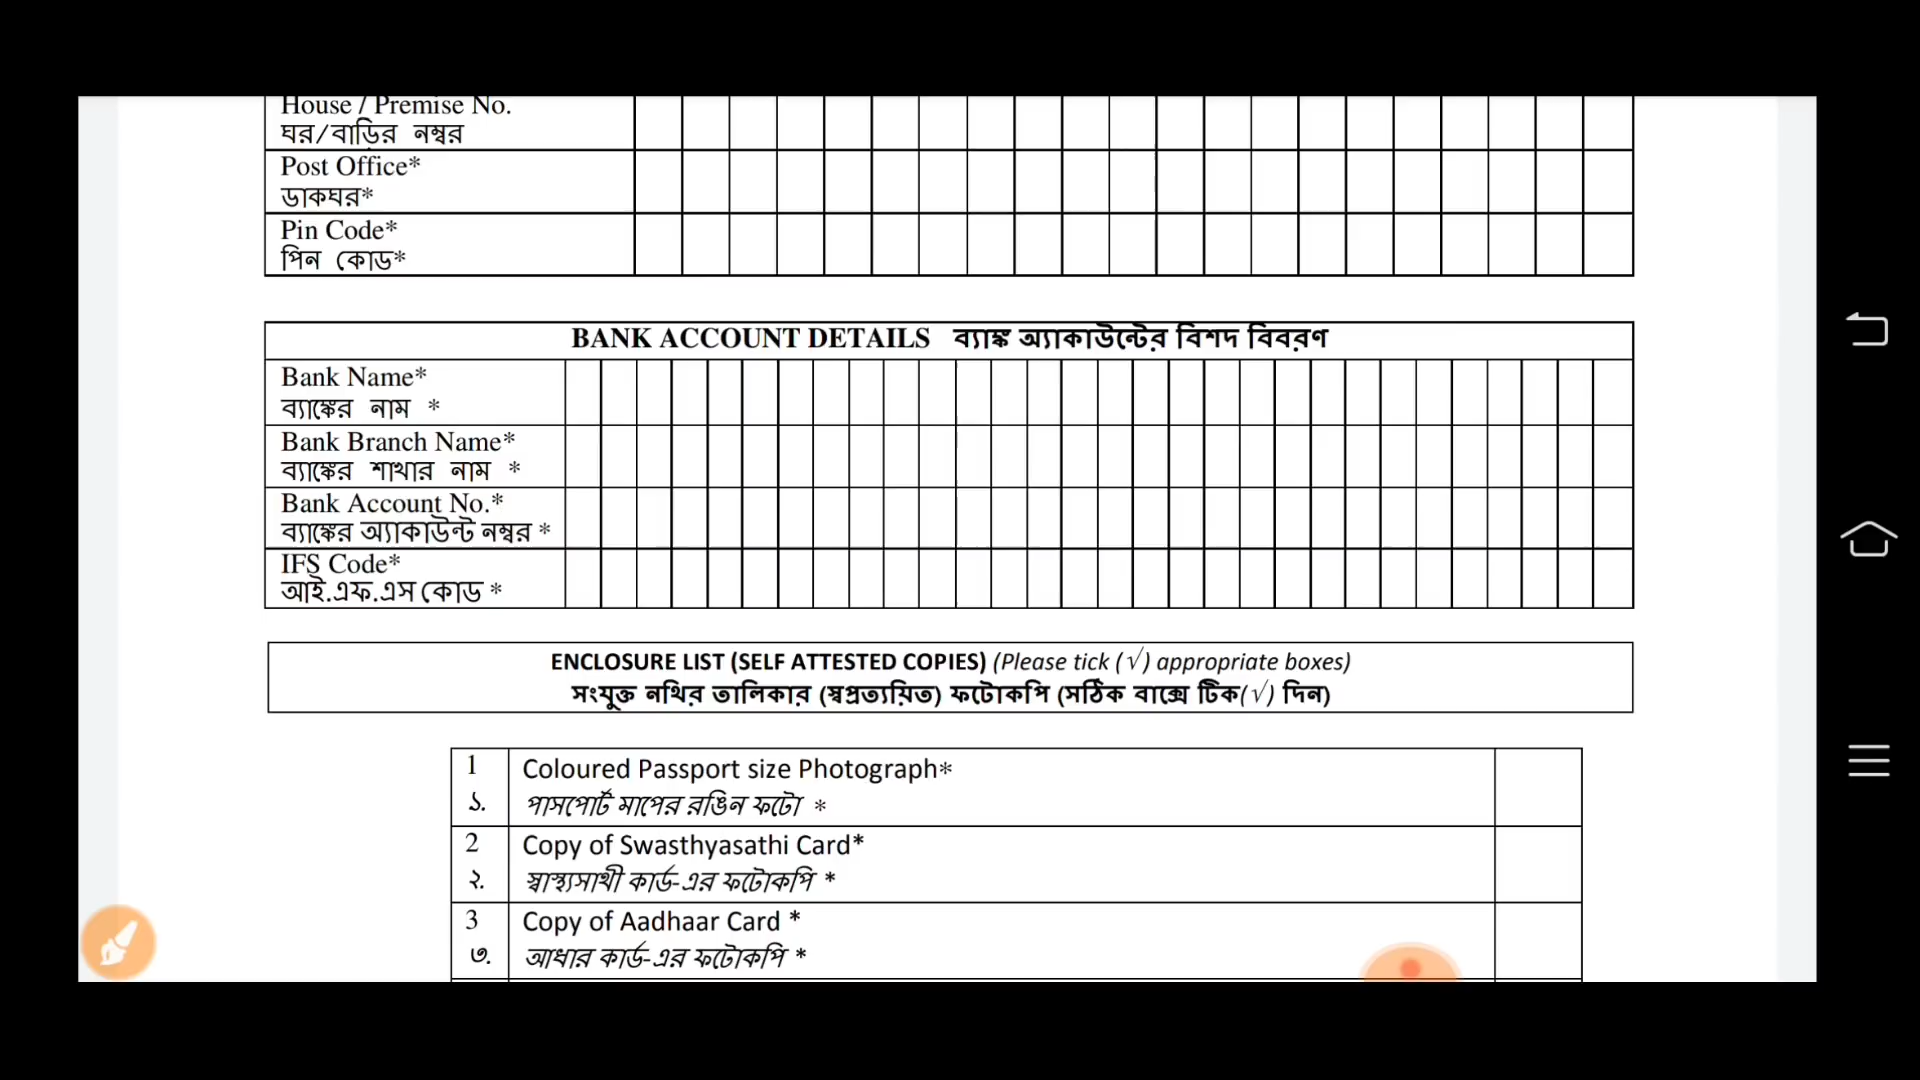 House / Premise No.
ঘর/বাড়ির নম্বর
Post Office*
ডাকঘর*
Pin Code*
পিন কোড*
BANK ACCOUNT DETAILS ব্যাঙ্ক অ্যাকাউন্টের বিশদ বিবরণ
Bank Name*
ব্যাঙ্কের নাম *
Bank Branch Name*
ব্যাঙ্কের শাখার নাম *
Bank Account No.*
ব্যাঙ্কের অ্যাকাউন্ট নম্বর *
IFS Code*
আই.এফ.এস কোড *
ENCLOSURE LIST (SELF ATTESTED COPIES) (Please tick (√) appropriate boxes)
সংযুক্ত নথির তালিকার (স্বপ্রত্যয়িত) ফটোকপি (সঠিক বাক্সে টিক(√) দিন)
1 Coloured Passport size Photograph*
১. পাসপোর্ট মাপের রঙিন ফটো *
2 Copy of Swasthyasathi Card*
২. স্বাস্থ্যসাথী কার্ড-এর ফটোকপি *
3 Copy of Aadhaar Card *
৩. আধার কার্ড-এর ফটোকপি *